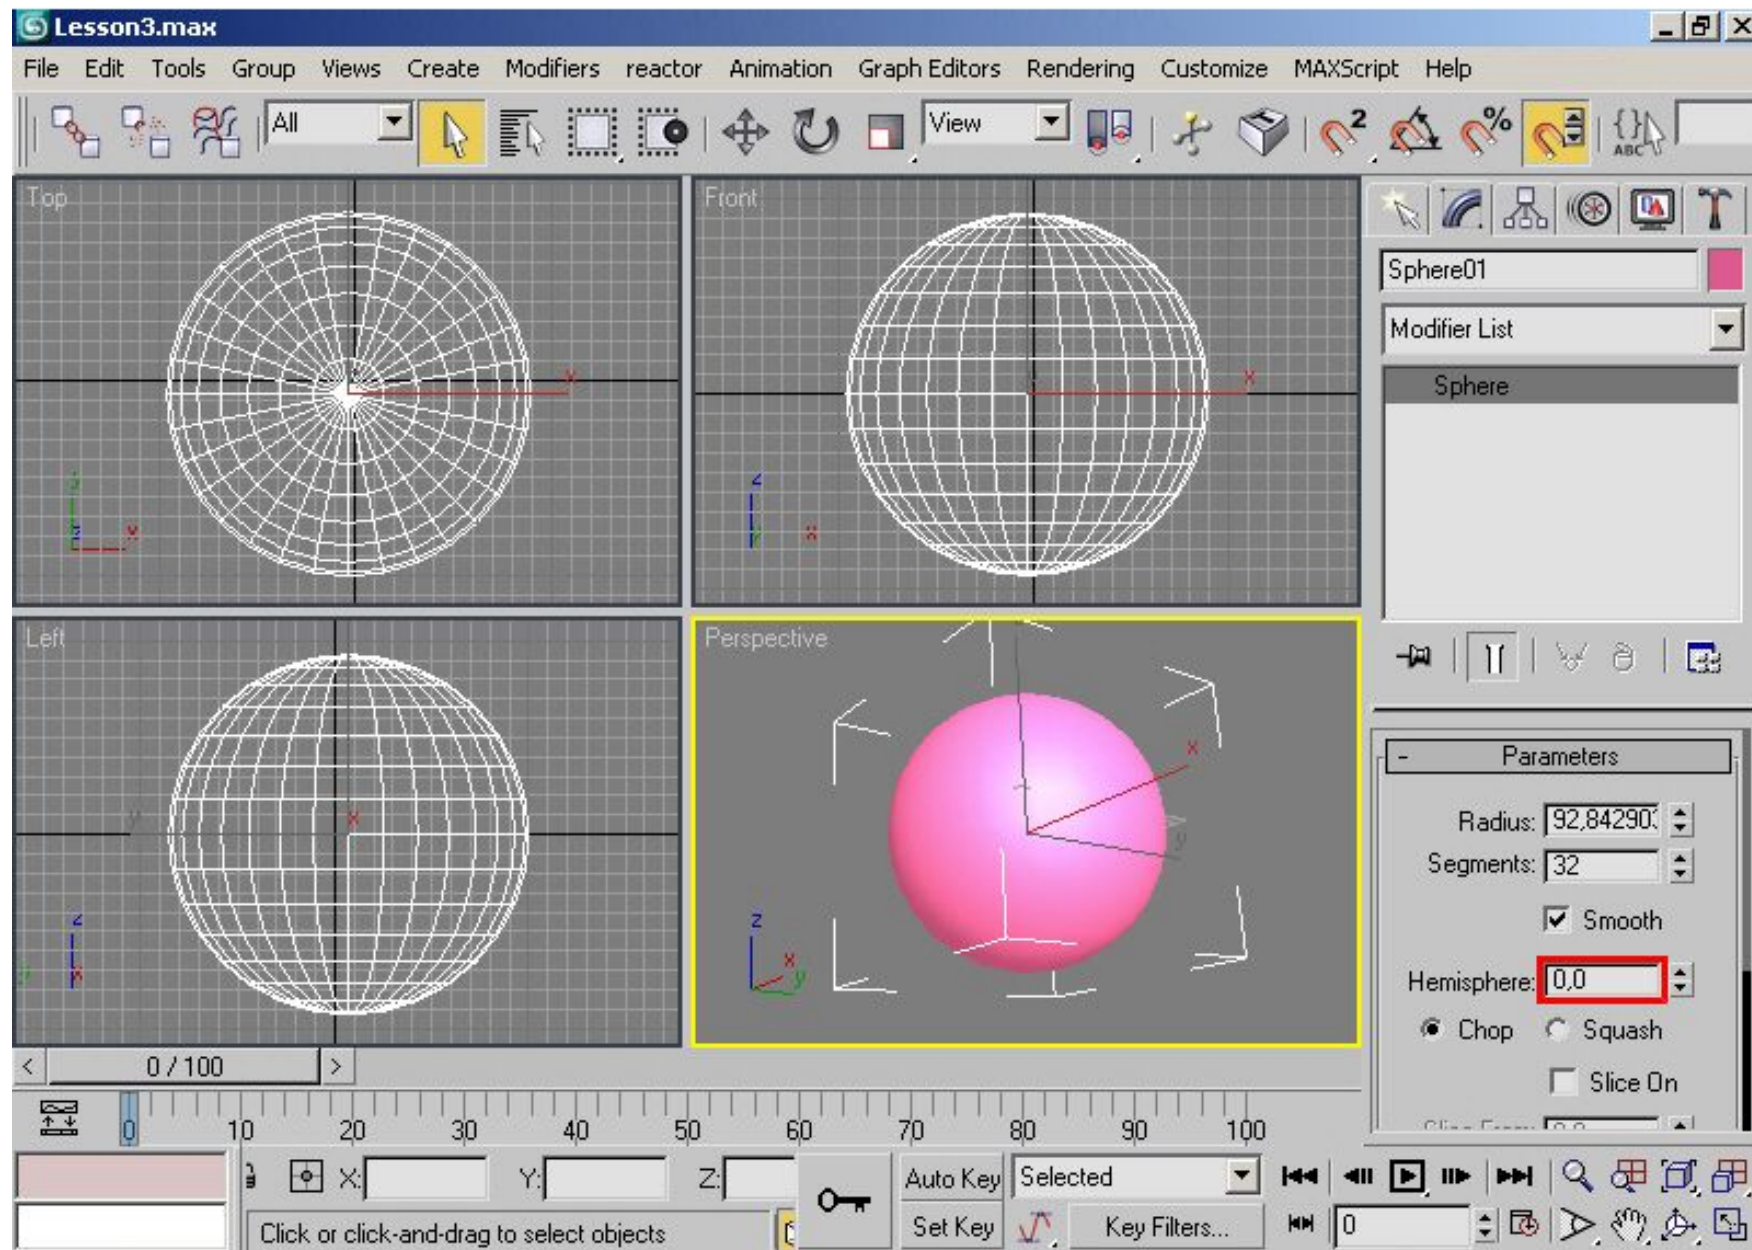 Lesson3.max
File Edit Tools Group Views Create Modifiers reactor Animation Graph Editors Rendering Customize MAXScript Help
All View 2 % ABC
Top
Front
Sphere01
Modifier List
Sphere
x
x
z
x
z
x
Left
Perspective
Parameters
Radius: 92,842903
Segments: 32
Smooth
Hemisphere: 0,0
Chop Squash
Slice On
y x
x
y
z
x
z
x
y
0 / 100
0 10 20 30 40 50 60 70 80 90 100
X: Y: Z:
Auto Key Selected
Set Key Key Filters... 0
Click or click-and-drag to select objects